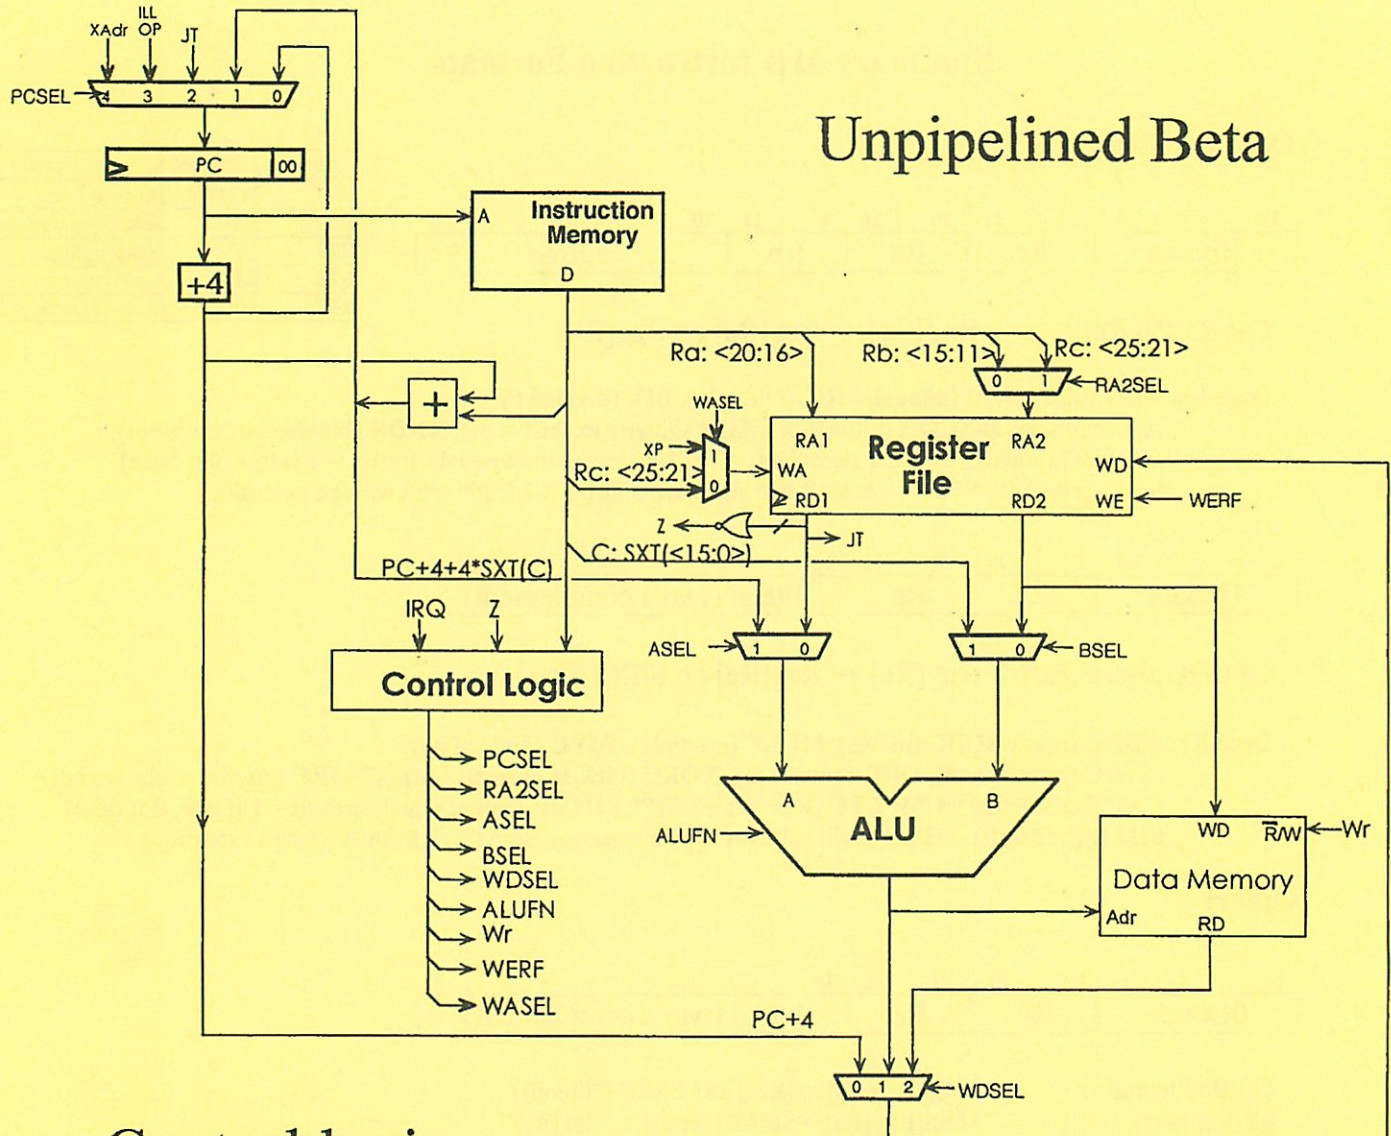 ILL
XAdr OP JT
PCSEL 4 3 2 1 0
Unpipelined Beta
PC 00
A Instruction
Memory
D
+4
Ra: <20:16> Rb: <15:11> Rc: <25:21>
0 1 RA2SEL
+
WASEL
XP 1
Rc: <25:21> 0
RA1 Register File RA2
WA WD
RD1 RD2 WE WERF
Z JT
C: SXT(<15:0>)
PC+4+4*SXT(C)
IRQ Z
ASEL 1 0 1 0 BSEL
Control Logic
PCSEL
RA2SEL
ASEL
BSEL
WDSEL
ALUFN
Wr
WERF
WASEL
A B
ALUFN ALU
WD R/W Wr
Data Memory
Adr RD
PC+4
0 1 2 WDSEL